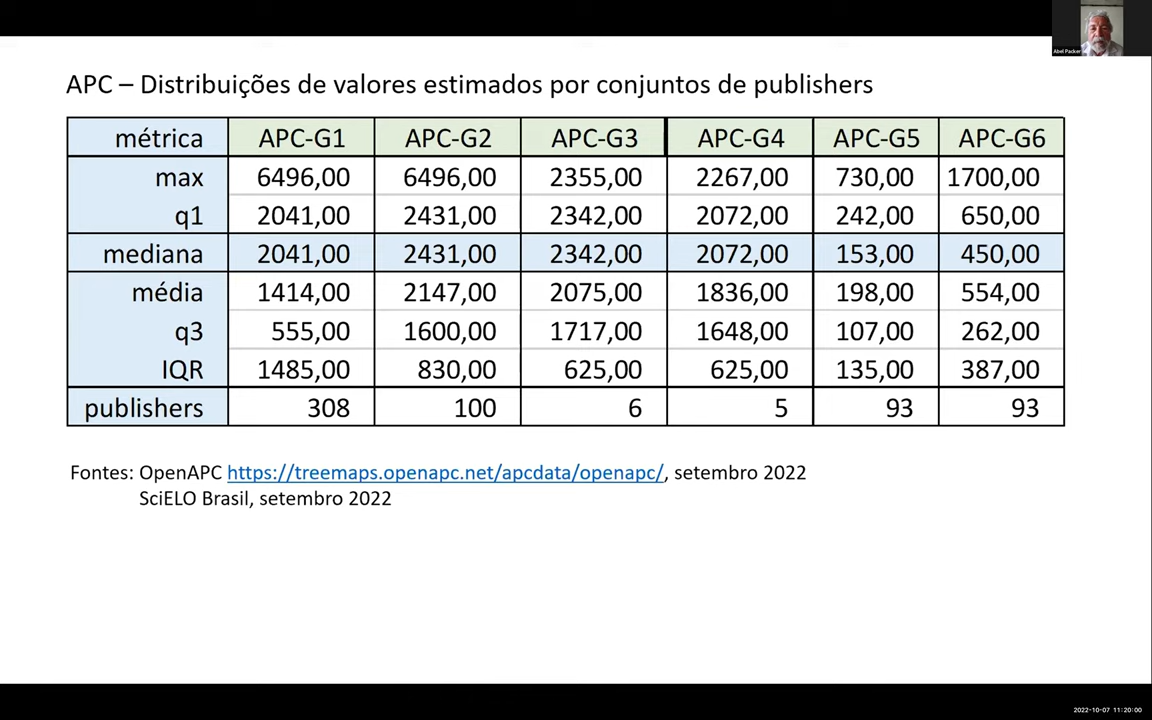 Abel Packer
APC – Distribuições de valores estimados por conjuntos de publishers
métrica APC-G1 APC-G2 APC-G3 APC-G4 APC-G5 APC-G6
max 6496,00 6496,00 2355,00 2267,00 730,00 1700,00
q1 2041,00 2431,00 2342,00 2072,00 242,00 650,00
mediana 2041,00 2431,00 2342,00 2072,00 153,00 450,00
média 1414,00 2147,00 2075,00 1836,00 198,00 554,00
q3 555,00 1600,00 1717,00 1648,00 107,00 262,00
IQR 1485,00 830,00 625,00 625,00 135,00 387,00
publishers 308 100 6 5 93 93
Fontes: OpenAPC https://treemaps.openapc.net/apcdata/openapc/, setembro 2022
SciELO Brasil, setembro 2022
2022-10-07 11:20:00